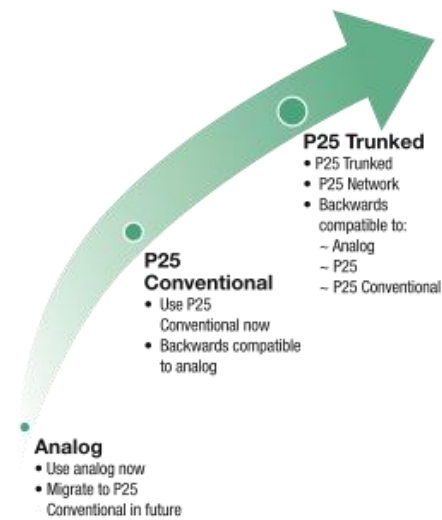 P25 Trunked
• P25 Trunked
• P25 Network
• Backwards
compatible to:
~ Analog
~ P25
~ P25 Conventional
P25
Conventional
• Use P25
Conventional now
• Backwards compatible
to analog
Analog
• Use analog now
• Migrate to P25
Conventional in future